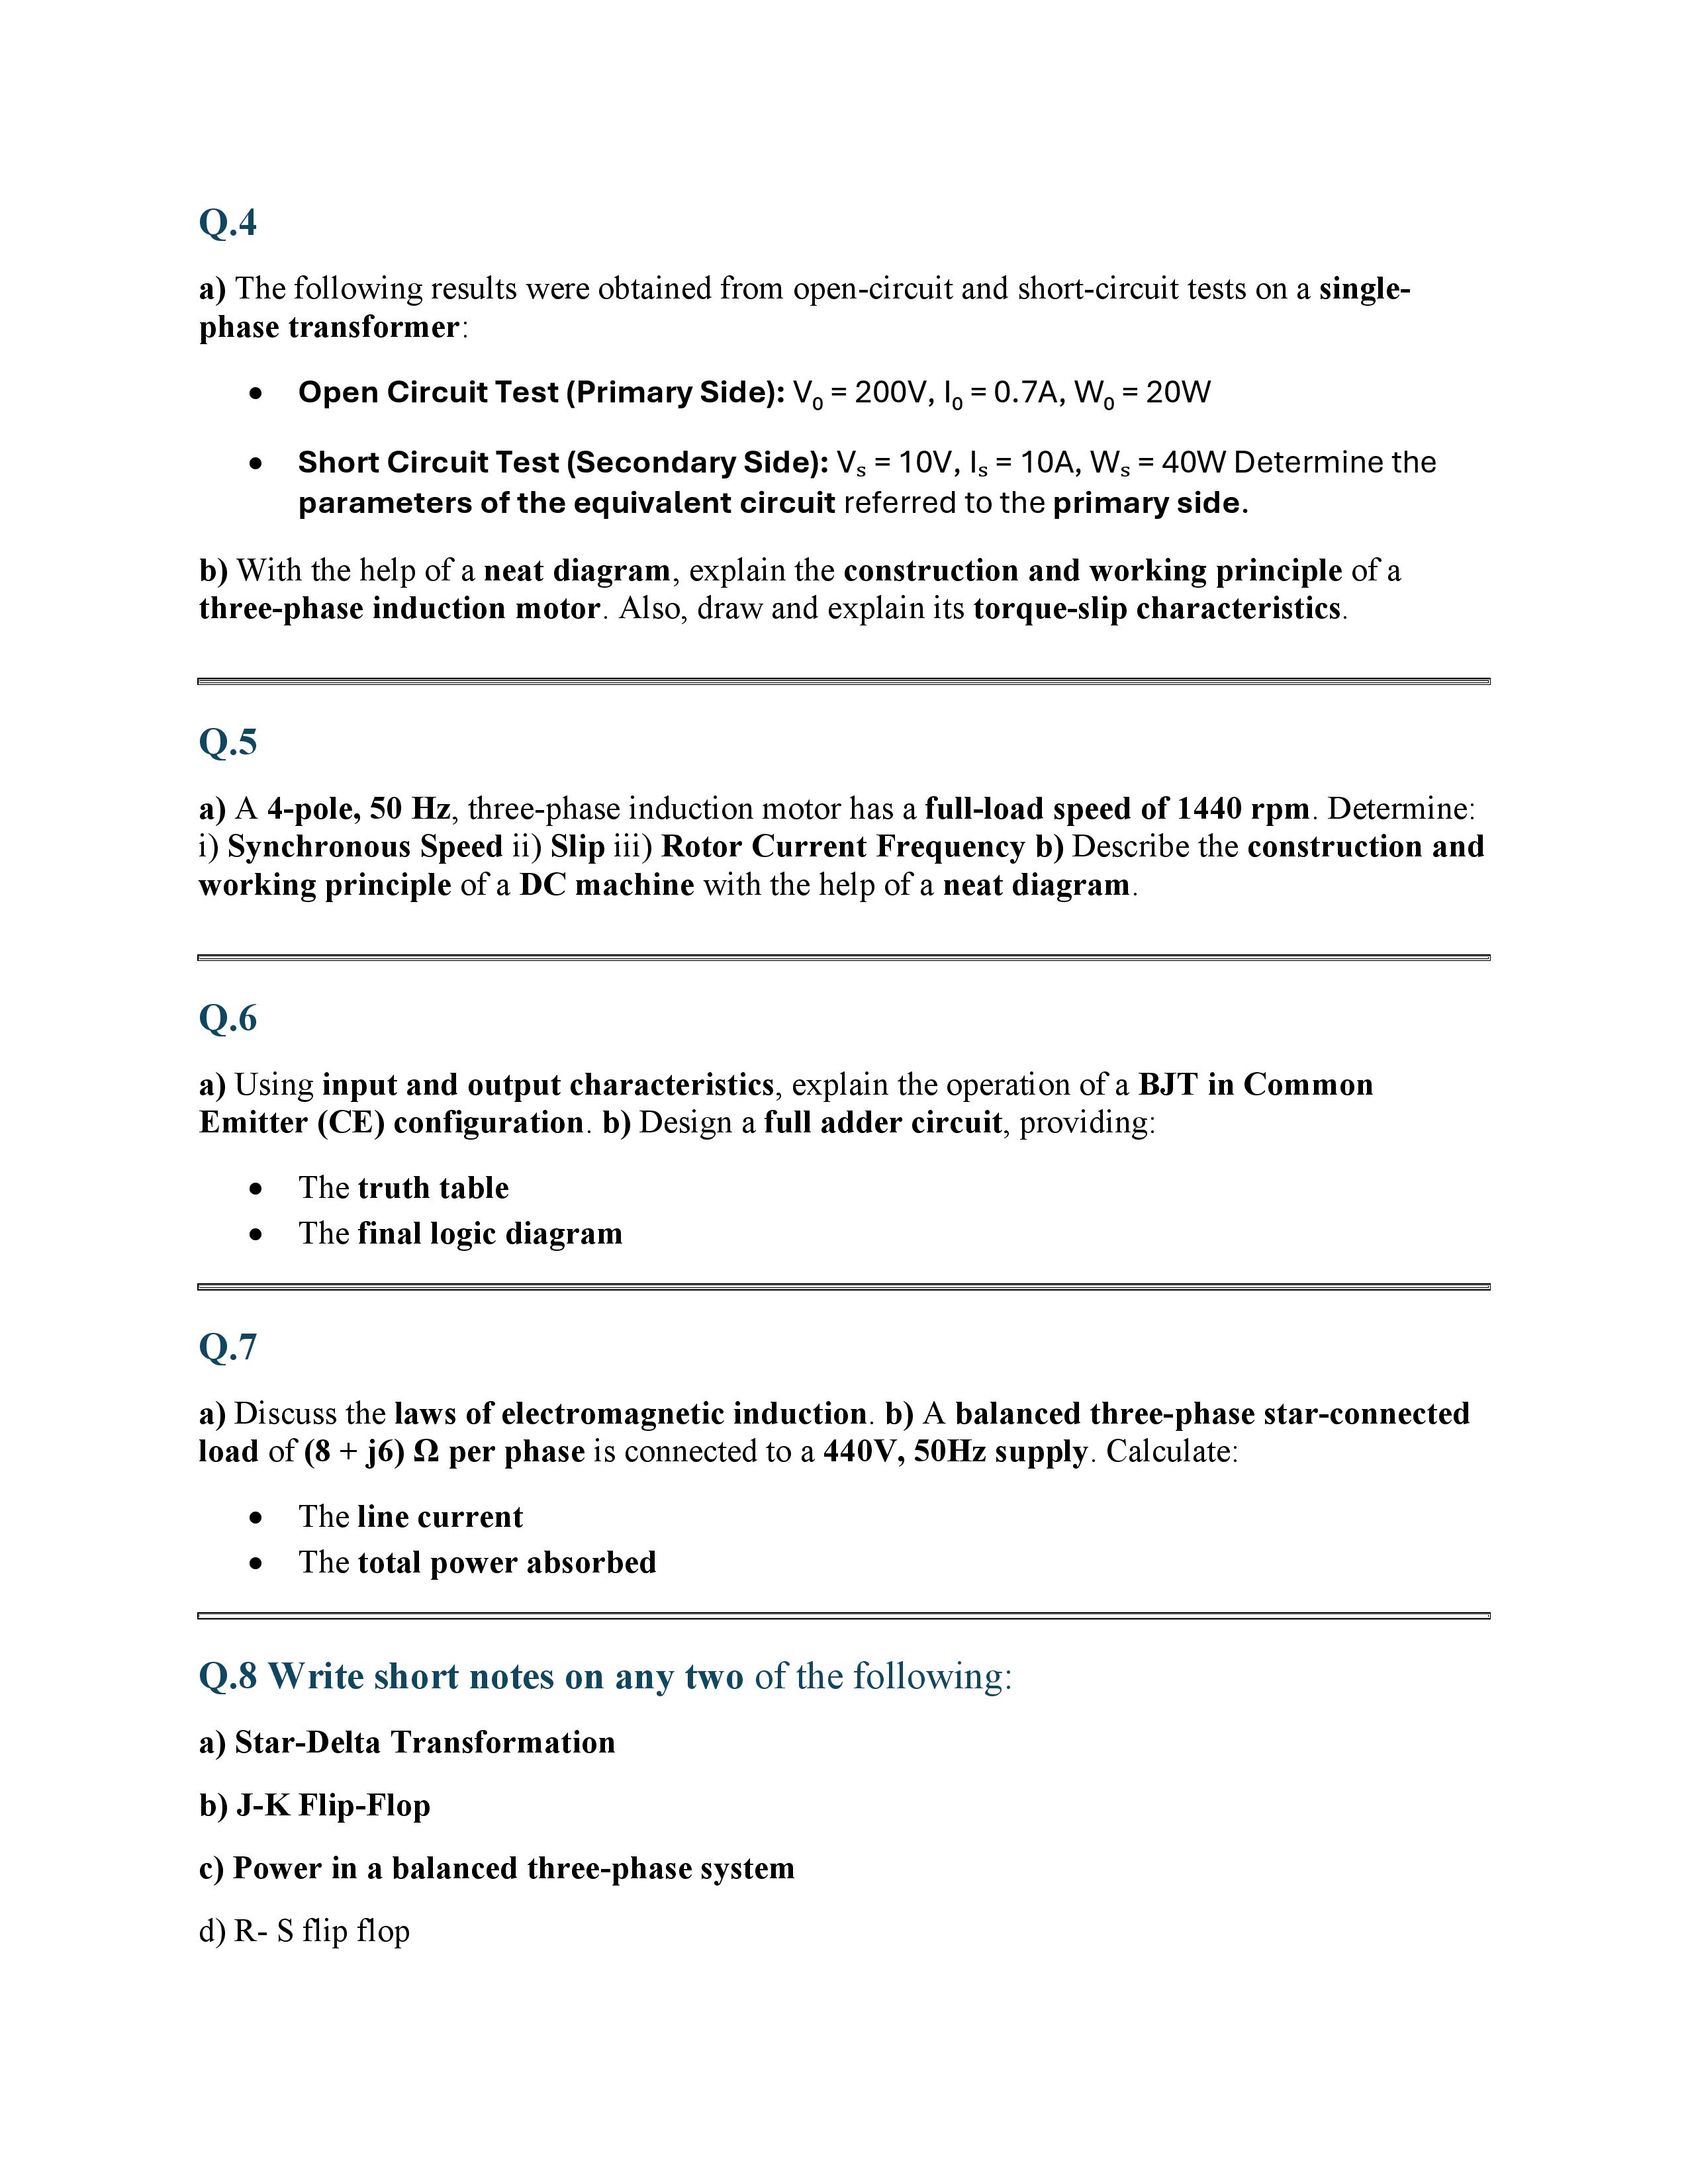 Q.4
a) The following results were obtained from open-circuit and short-circuit tests on a single-
phase transformer:
• Open Circuit Test (Primary Side): V₀ = 200V, I₀ = 0.7A, W₀ = 20W
• Short Circuit Test (Secondary Side): Vₛ = 10V, Iₛ = 10A, Wₛ = 40W Determine the
parameters of the equivalent circuit referred to the primary side.
b) With the help of a neat diagram, explain the construction and working principle of a
three-phase induction motor. Also, draw and explain its torque-slip characteristics.
Q.5
a) A 4-pole, 50 Hz, three-phase induction motor has a full-load speed of 1440 rpm. Determine:
i) Synchronous Speed ii) Slip iii) Rotor Current Frequency b) Describe the construction and
working principle of a DC machine with the help of a neat diagram.
Q.6
a) Using input and output characteristics, explain the operation of a BJT in Common
Emitter (CE) configuration. b) Design a full adder circuit, providing:
• The truth table
• The final logic diagram
Q.7
a) Discuss the laws of electromagnetic induction. b) A balanced three-phase star-connected
load of (8 + j6) Ω per phase is connected to a 440V, 50Hz supply. Calculate:
• The line current
• The total power absorbed
Q.8 Write short notes on any two of the following:
a) Star-Delta Transformation
b) J-K Flip-Flop
c) Power in a balanced three-phase system
d) R- S flip flop